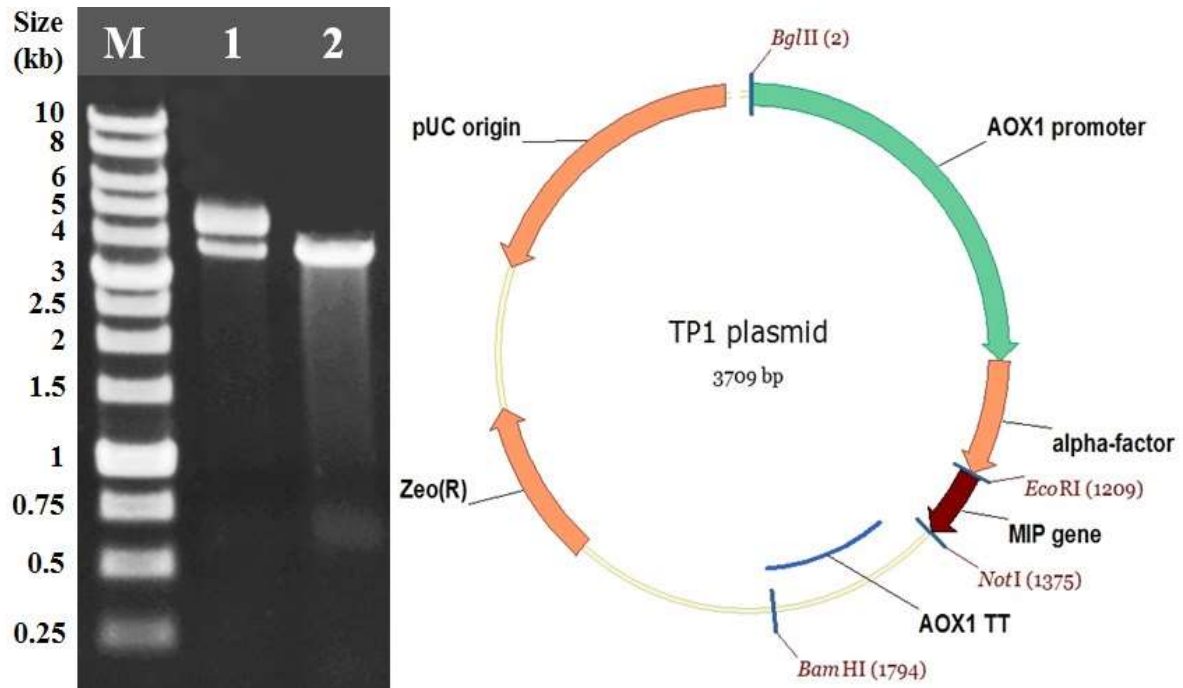 Size
(kb)
M 1 2
10
8
6
5
4
3
2.5
2
1.5
1
0.75
0.5
0.25
BglII (2)
pUC origin
AOX1 promoter
TP1 plasmid
3709 bp
alpha-factor
EcoRI (1209)
Zeo(R)
MIP gene
NotI (1375)
AOX1 TT
BamHI (1794)